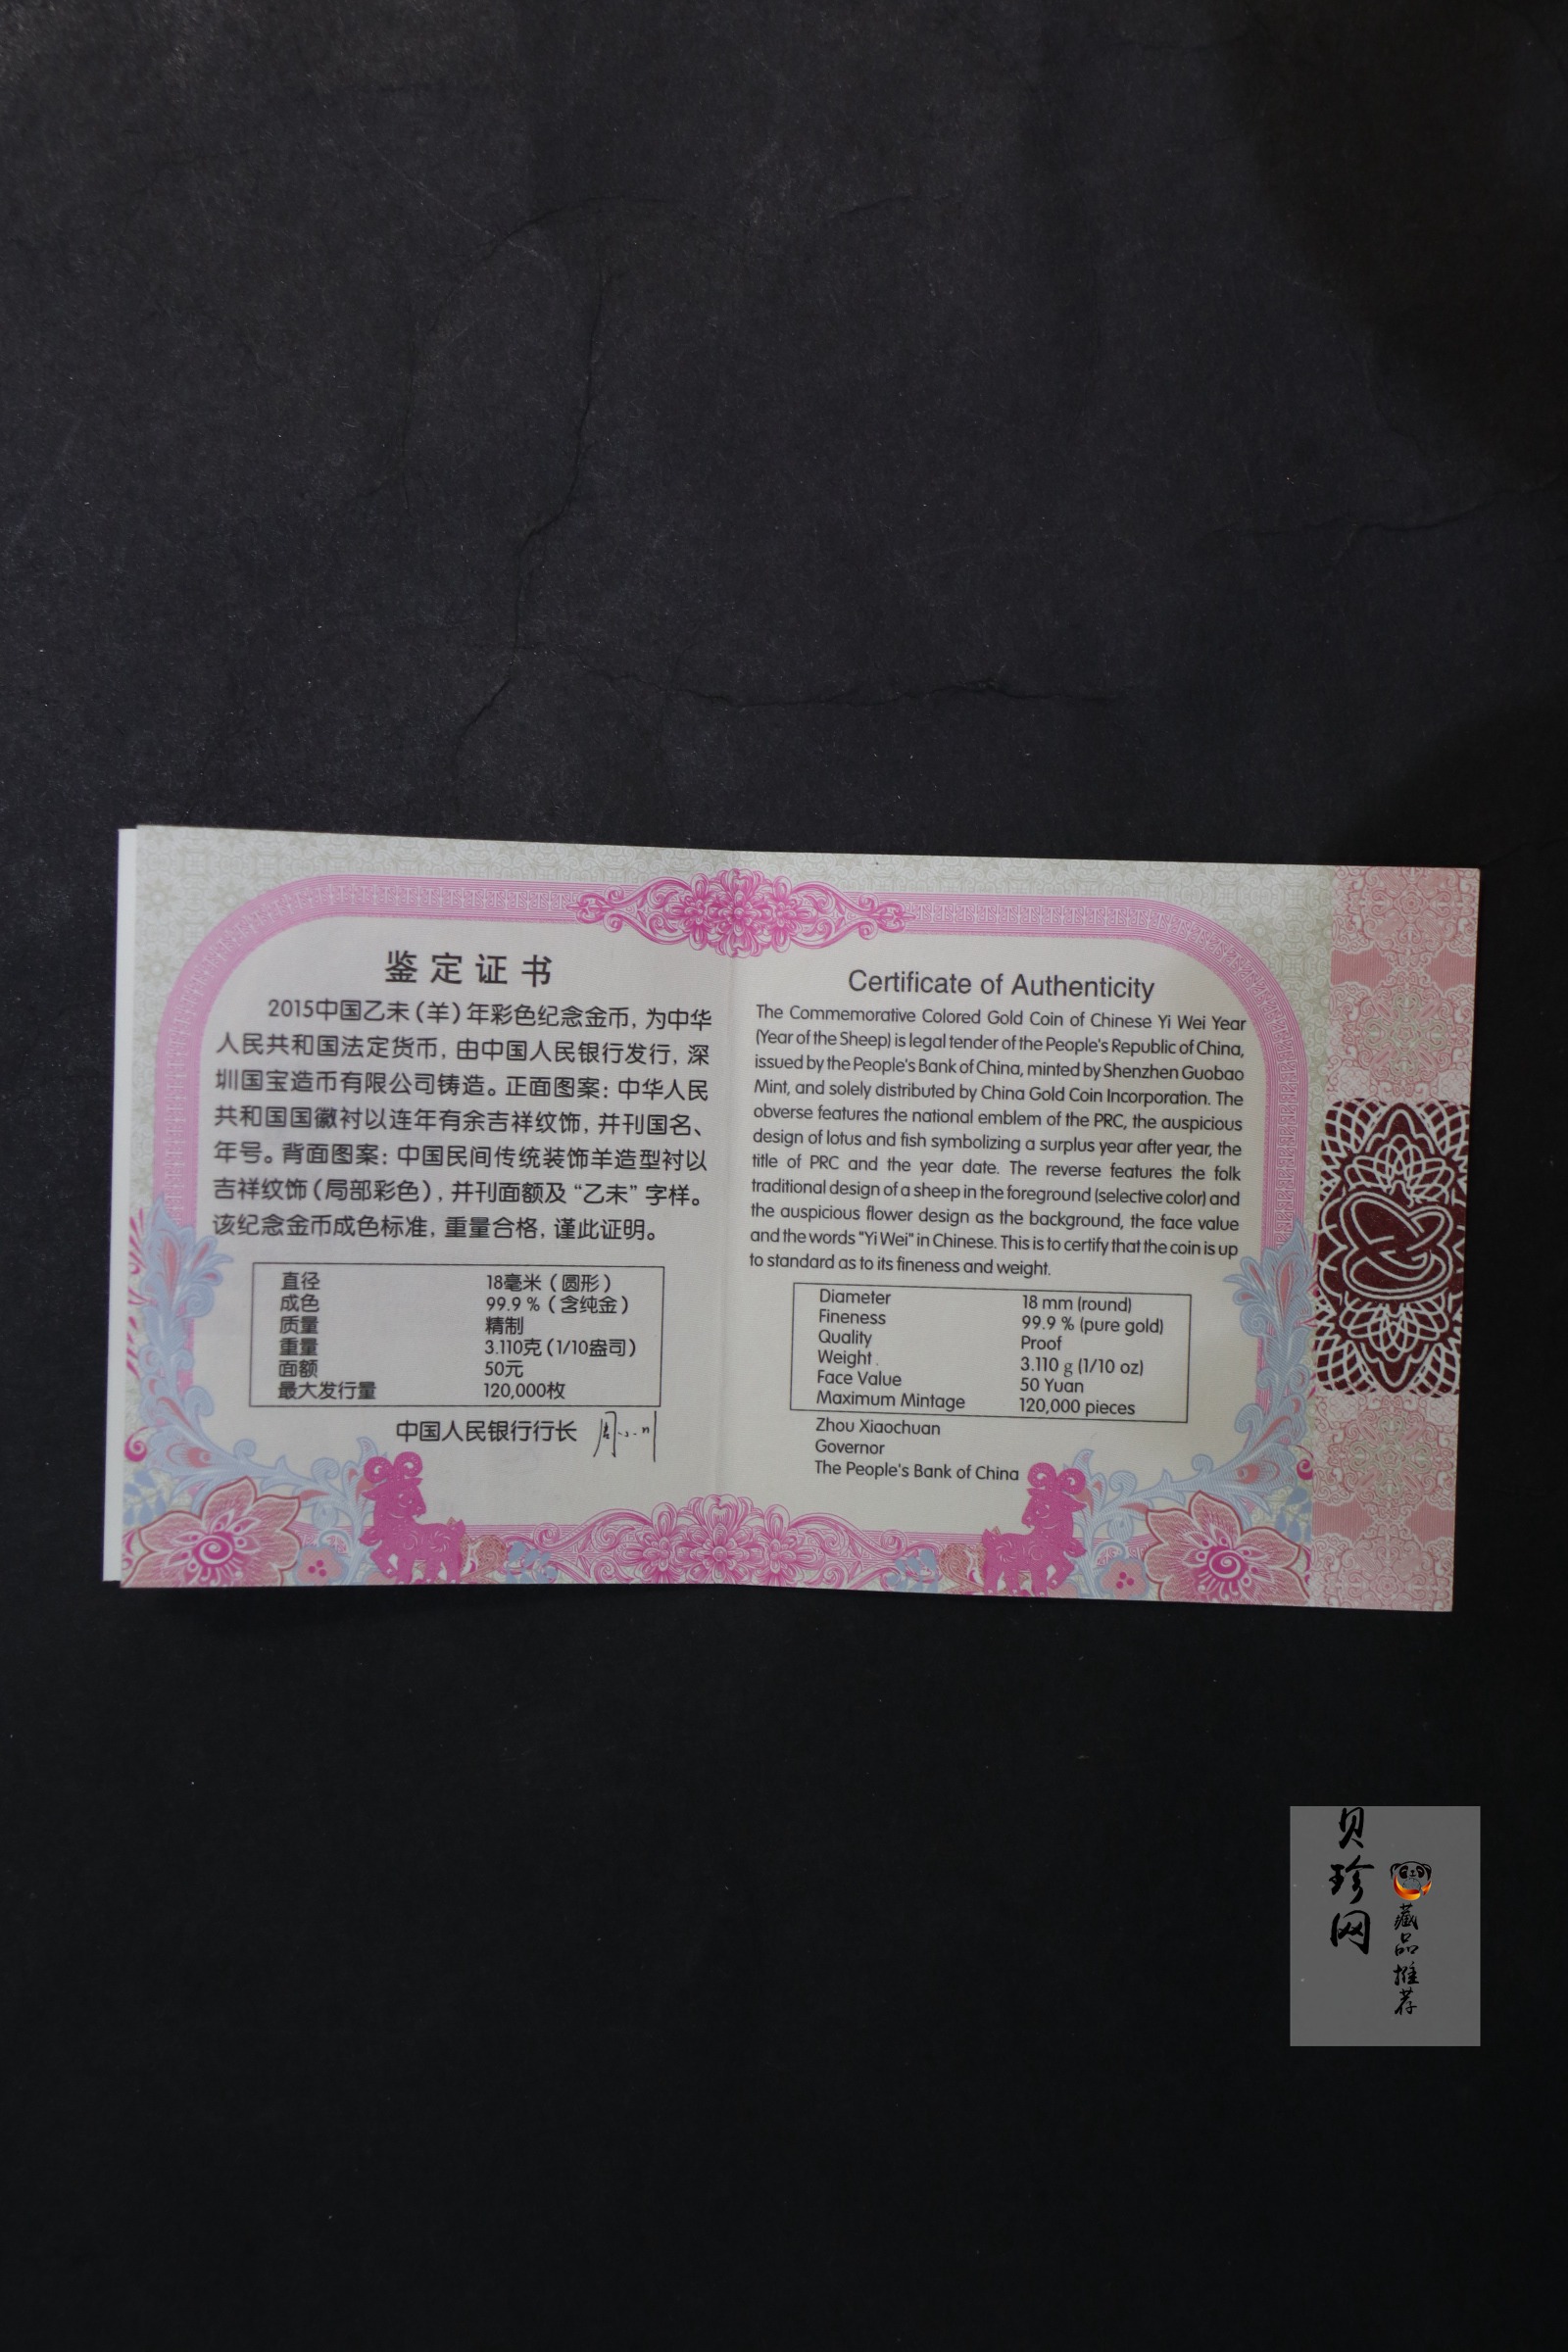 鉴定证书
2015中国乙未(羊)年彩色纪念金币, 为中华
人民共和国法定货币, 由中国人民银行发行, 深
圳国宝造币有限公司铸造。正面图案: 中华人民
共和国国徽衬以连年有余吉祥纹饰, 并刊国名、
年号。背面图案: 中国民间传统装饰羊造型衬以
吉祥纹饰(局部彩色), 并刊面额及“乙未”字样。
该纪念金币成色标准, 重量合格, 谨此证明。
直径 18毫米(圆形)
成色 99.9 %(含纯金)
质量 精制
重量 3.110克(1/10盎司)
面额 50元
最大发行量 120,000枚
中国人民银行行长 周小川
Certificate of Authenticity
The Commemorative Colored Gold Coin of Chinese Yi Wei Year
(Year of the Sheep) is legal tender of the People's Republic of China,
issued by the People's Bank of China, minted by Shenzhen Guobao
Mint, and solely distributed by China Gold Coin Incorporation. The
obverse features the national emblem of the PRC, the auspicious
design of lotus and fish symbolizing a surplus year after year, the
title of PRC and the year date. The reverse features the folk
traditional design of a sheep in the foreground (selective color) and
the auspicious flower design as the background, the face value
and the words "Yi Wei" in Chinese. This is to certify that the coin is up
to standard as to its fineness and weight.
Diameter 18 mm (round)
Fineness 99.9 % (pure gold)
Quality Proof
Weight 3.110 g (1/10 oz)
Face Value 50 Yuan
Maximum Mintage 120,000 pieces
Zhou Xiaochuan
Governor
The People's Bank of China
贝珍网
藏品推荐